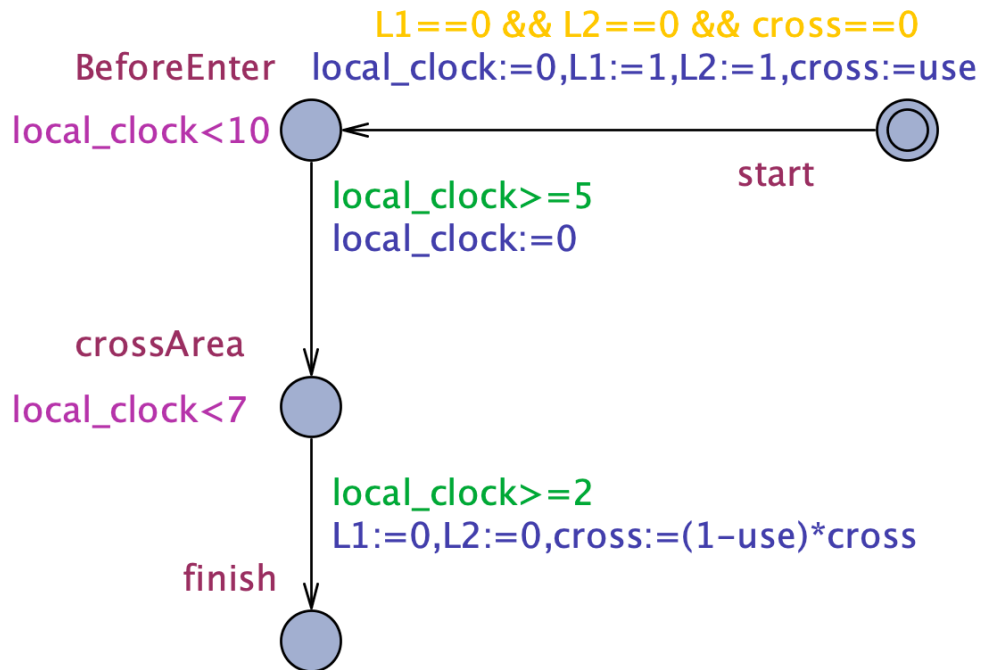 L1==0 && L2==0 && cross==0
BeforeEnter
local_clock:=0,L1:=1,L2:=1,cross:=use
local_clock<10
start
local_clock>=5
local_clock:=0
crossArea
local_clock<7
local_clock>=2
L1:=0,L2:=0,cross:=(1-use)*cross
finish